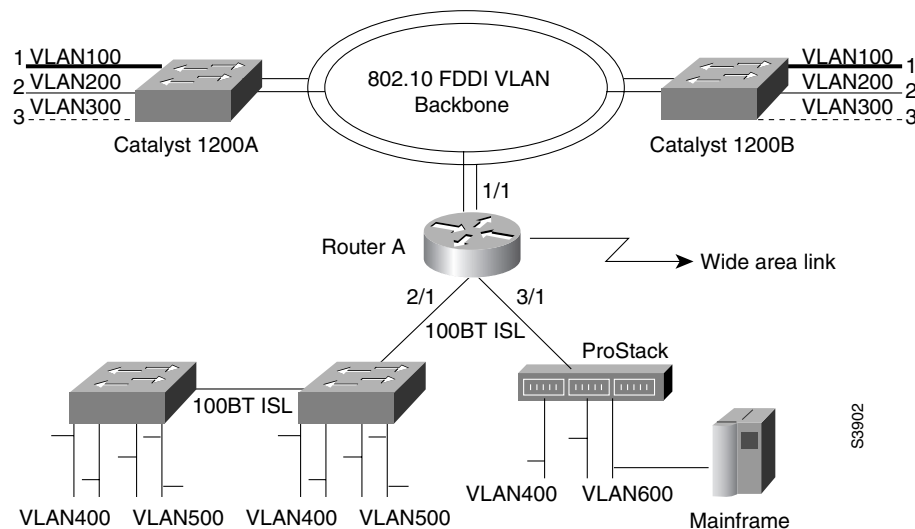 1 VLAN100
2 VLAN200
3 VLAN300
Catalyst 1200A
802.10 FDDI VLAN
Backbone
VLAN100 1
VLAN200 2
VLAN300 3
Catalyst 1200B
1/1
Router A
Wide area link
2/1
3/1
100BT ISL
ProStack
100BT ISL
VLAN400
VLAN500
VLAN400
VLAN500
VLAN400
VLAN600
Mainframe
S3902